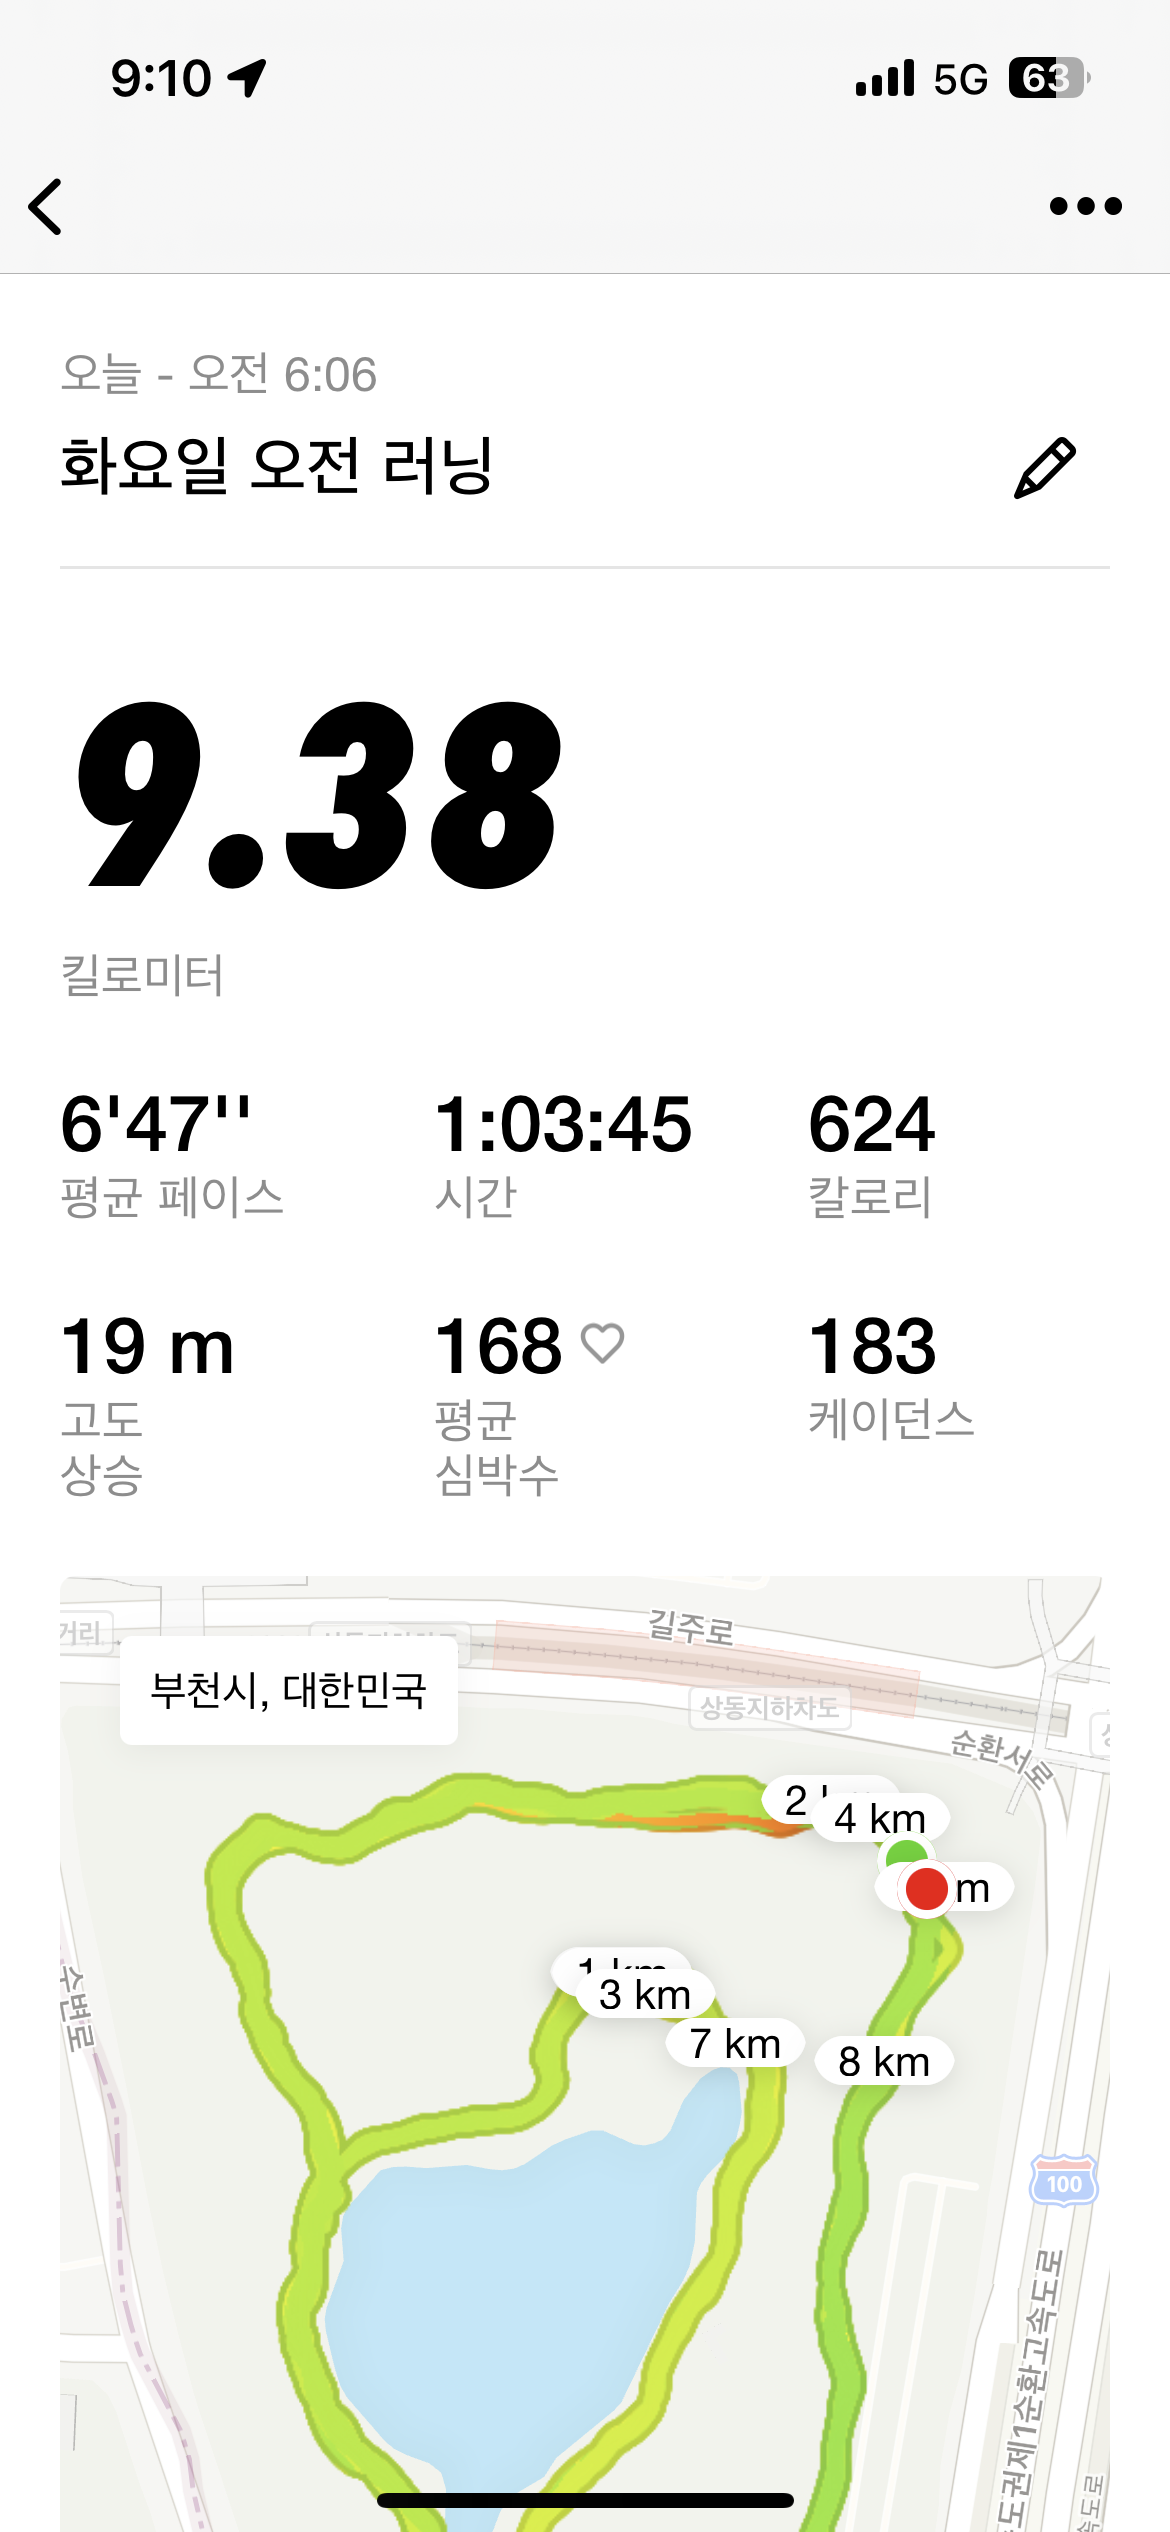 9:10
5G 63
오늘 - 오전 6:06
화요일 오전 러닝
9.38
킬로미터
6'47'' 1:03:45 624
평균 페이스 시간 칼로리
19 m 168 183
고도 평균 케이던스
상승 심박수
길주로
거리
부천시, 대한민국
상동지하차도
순환서로
2
4 km
m
수변로
1 km
3 km
7 km
8 km
100
도권제1순환고속도로
속도로